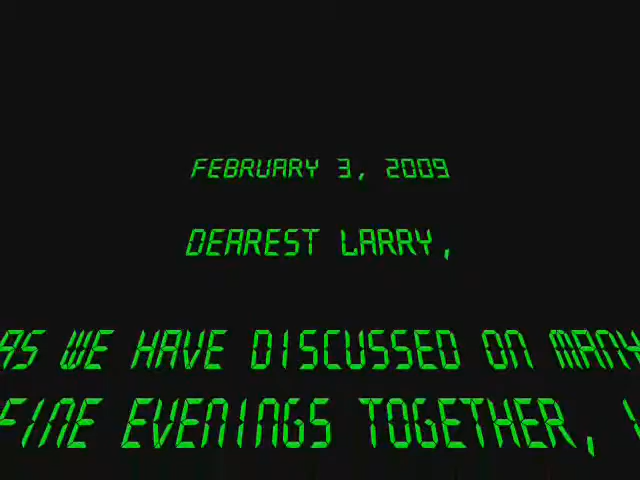 FEBRUARY 3, 2009
DEAREST LARRY,
AS WE HAVE DISCUSSED ON MANY
FINE EVENINGS TOGETHER,